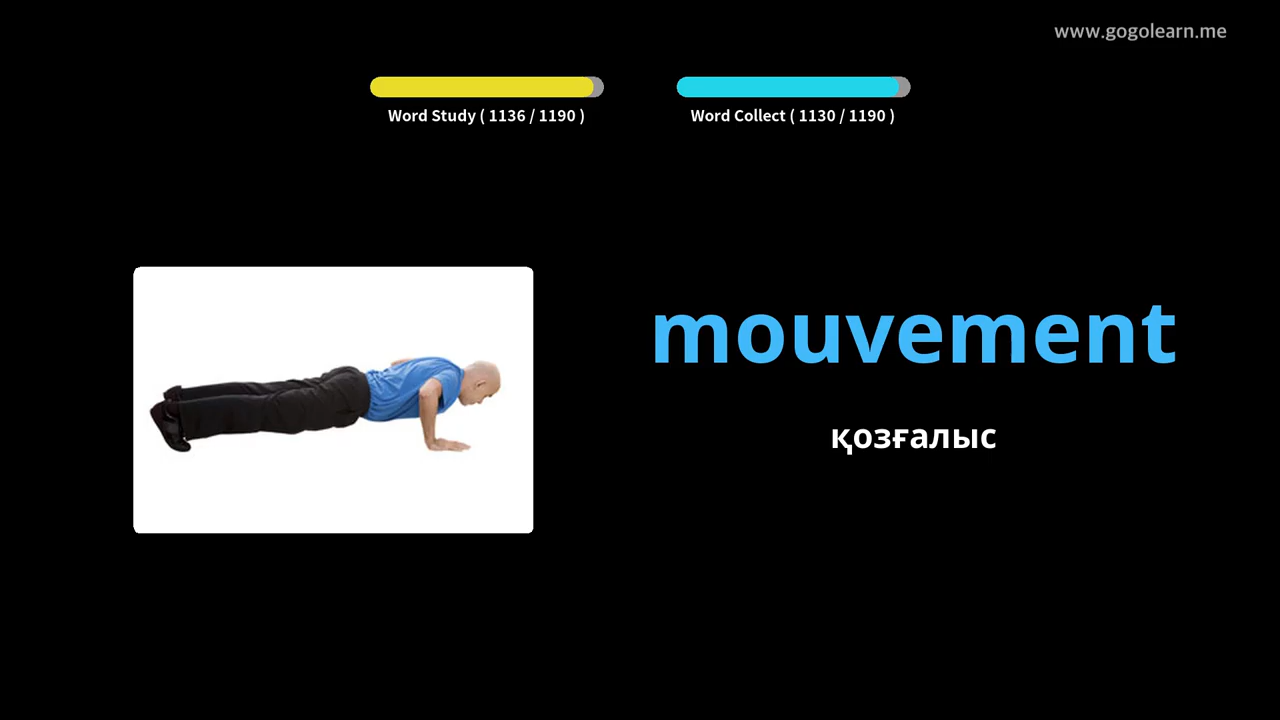 www.gogolearn.me
Word Study ( 1136 / 1190 )
Word Collect ( 1130 / 1190 )
mouvement
қозғалыс